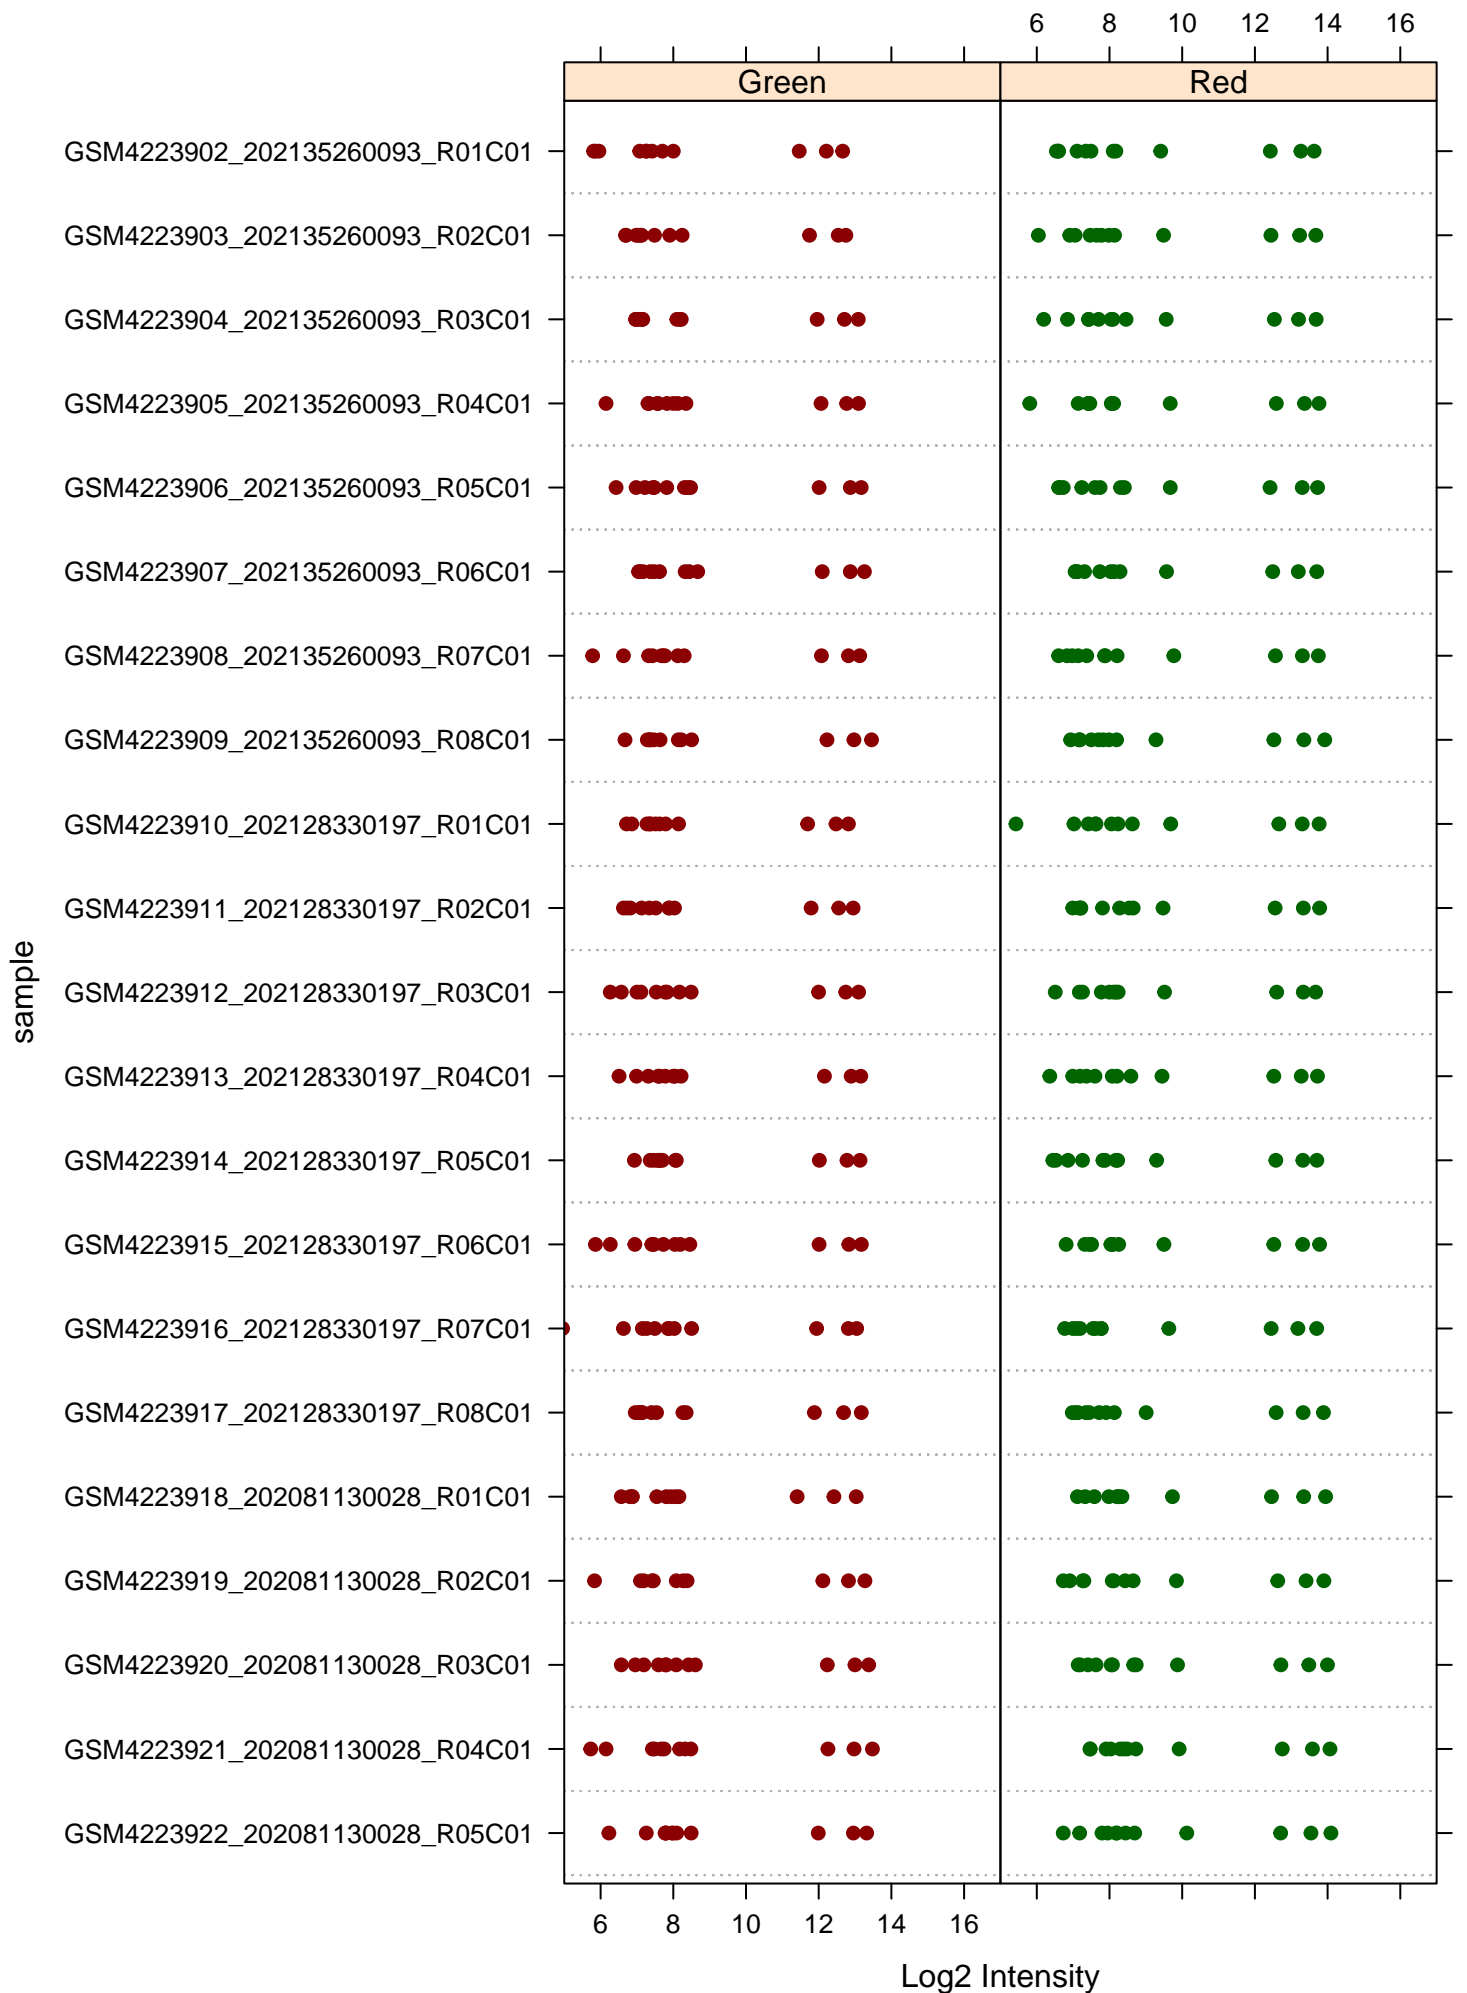 6 8 10 12 14 16
Green Red
GSM4223902_202135260093_R01C01
GSM4223903_202135260093_R02C01
GSM4223904_202135260093_R03C01
GSM4223905_202135260093_R04C01
GSM4223906_202135260093_R05C01
GSM4223907_202135260093_R06C01
GSM4223908_202135260093_R07C01
GSM4223909_202135260093_R08C01
GSM4223910_202128330197_R01C01
GSM4223911_202128330197_R02C01
GSM4223912_202128330197_R03C01
GSM4223913_202128330197_R04C01
GSM4223914_202128330197_R05C01
GSM4223915_202128330197_R06C01
GSM4223916_202128330197_R07C01
GSM4223917_202128330197_R08C01
GSM4223918_202081130028_R01C01
GSM4223919_202081130028_R02C01
GSM4223920_202081130028_R03C01
GSM4223921_202081130028_R04C01
GSM4223922_202081130028_R05C01
sample
6 8 10 12 14 16
Log2 Intensity